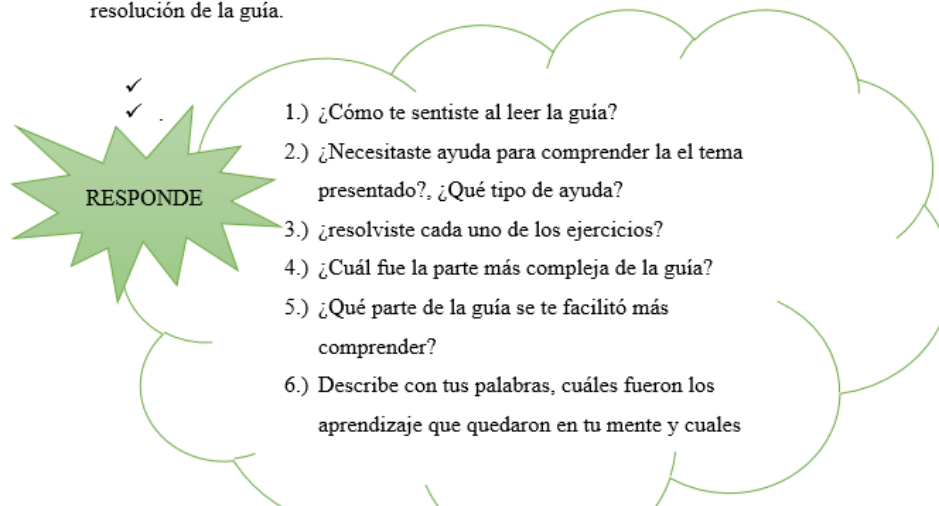 resolución de la guía.
✓
✓ .
RESPONDE
1.) ¿Cómo te sentiste al leer la guía?
2.) ¿Necesitaste ayuda para comprender la el tema
presentado?, ¿Qué tipo de ayuda?
3.) ¿resolviste cada uno de los ejercicios?
4.) ¿Cuál fue la parte más compleja de la guía?
5.) ¿Qué parte de la guía se te facilitó más
comprender?
6.) Describe con tus palabras, cuáles fueron los
aprendizaje que quedaron en tu mente y cuales